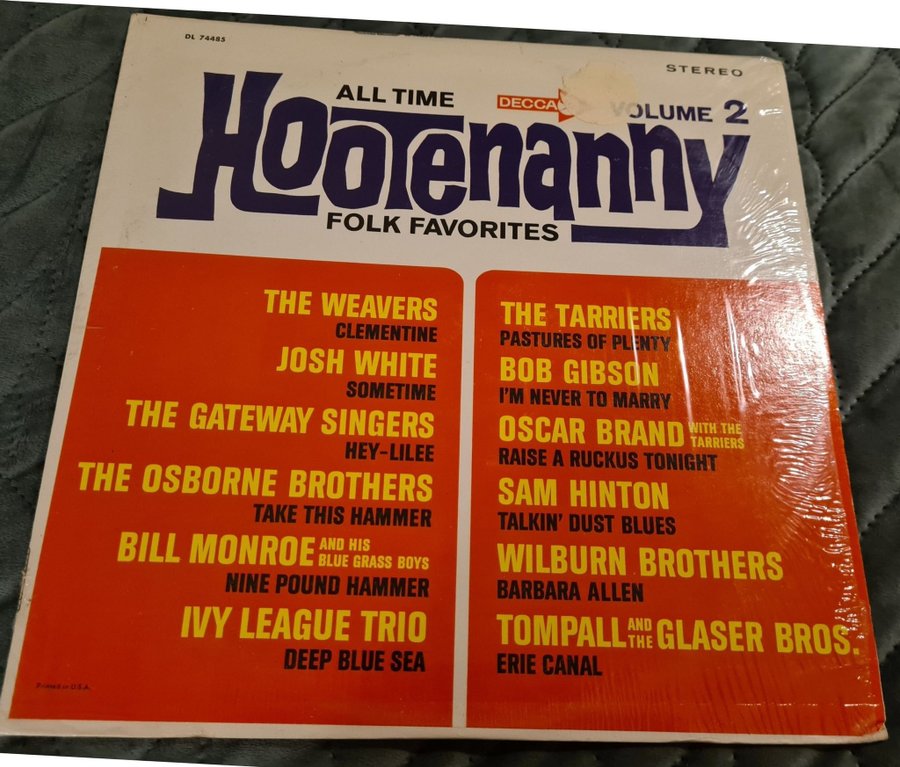 DL 74485
STEREO
ALL TIME
DECCA
VOLUME 2
Hootenanny
FOLK FAVORITES
THE WEAVERS
CLEMENTINE
JOSH WHITE
SOMETIME
THE GATEWAY SINGERS
HEY-LILEE
THE OSBORNE BROTHERS
TAKE THIS HAMMER
BILL MONROE AND HIS BLUE GRASS BOYS
NINE POUND HAMMER
IVY LEAGUE TRIO
DEEP BLUE SEA
Printed in U.S.A.
THE TARRIERS
PASTURES OF PLENTY
BOB GIBSON
I'M NEVER TO MARRY
OSCAR BRAND WITH THE TARRIERS
RAISE A RUCKUS TONIGHT
SAM HINTON
TALKIN' DUST BLUES
WILBURN BROTHERS
BARBARA ALLEN
TOMPALL AND THE GLASER BROS.
ERIE CANAL